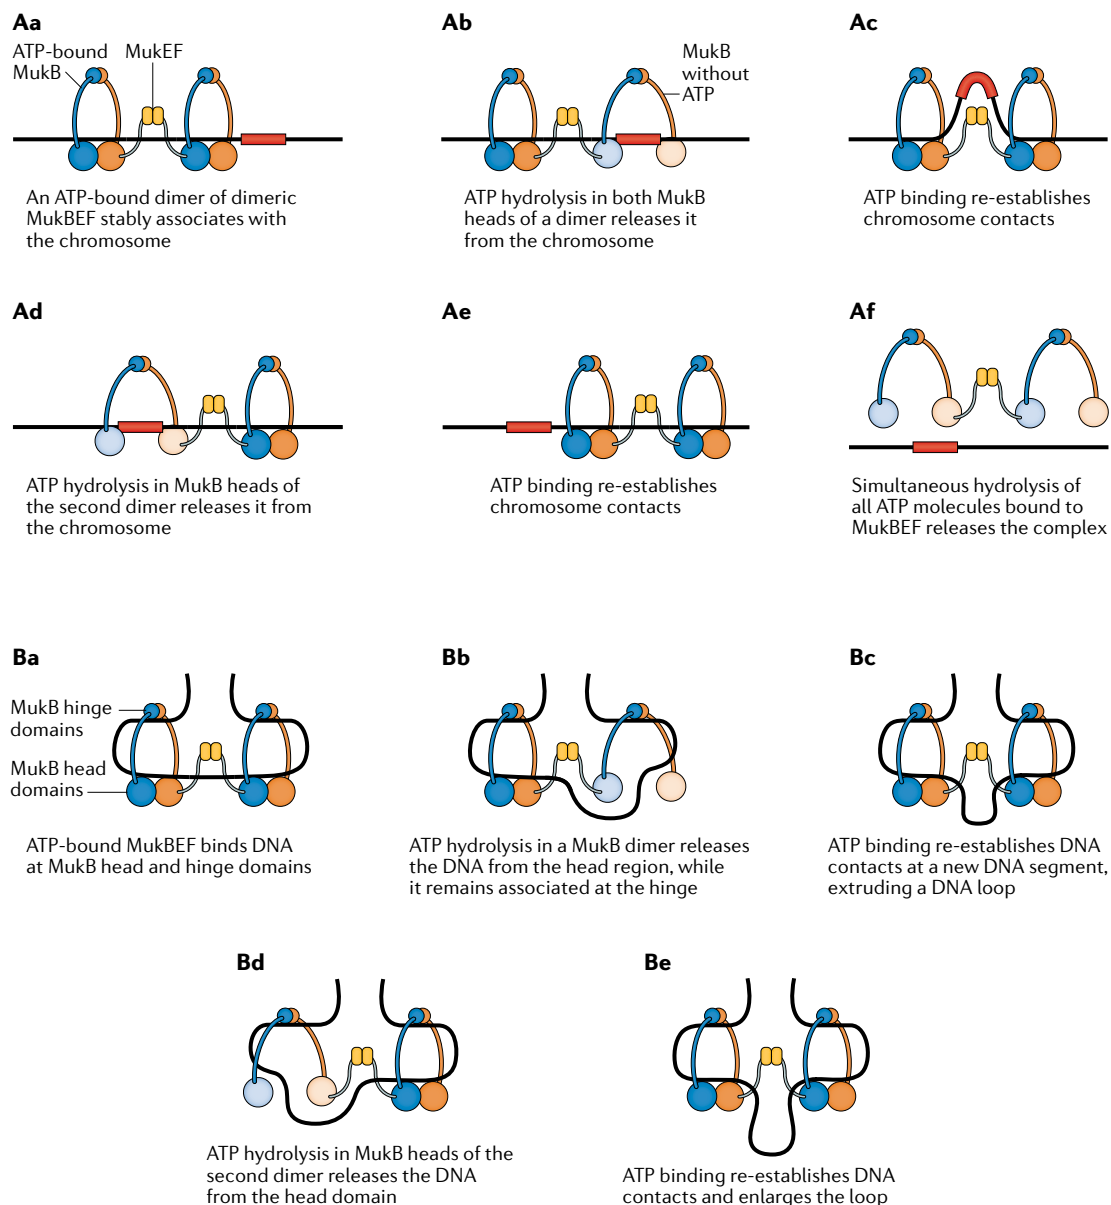 Aa
ATP-bound
MukB
MukEF
An ATP-bound dimer of dimeric
MukBEF stably associates with
the chromosome
Ab
MukB
without
ATP
ATP hydrolysis in both MukB
heads of a dimer releases it
from the chromosome
Ac
ATP binding re-establishes
chromosome contacts
Ad
ATP hydrolysis in MukB heads of
the second dimer releases it from
the chromosome
Ae
ATP binding re-establishes
chromosome contacts
Af
Simultaneous hydrolysis of
all ATP molecules bound to
MukBEF releases the complex
Ba
MukB hinge
domains
MukB head
domains
ATP-bound MukBEF binds DNA
at MukB head and hinge domains
Bb
ATP hydrolysis in a MukB dimer releases
the DNA from the head region, while
it remains associated at the hinge
Bc
ATP binding re-establishes DNA
contacts at a new DNA segment,
extruding a DNA loop
Bd
ATP hydrolysis in MukB heads of the
second dimer releases the DNA
from the head domain
Be
ATP binding re-establishes DNA
contacts and enlarges the loop